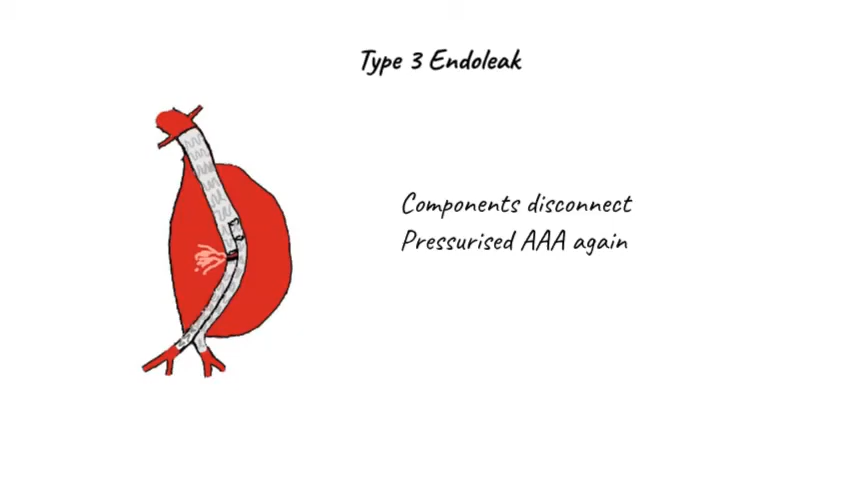 Type 3 Endoleak
Components disconnect
Pressurised AAA again